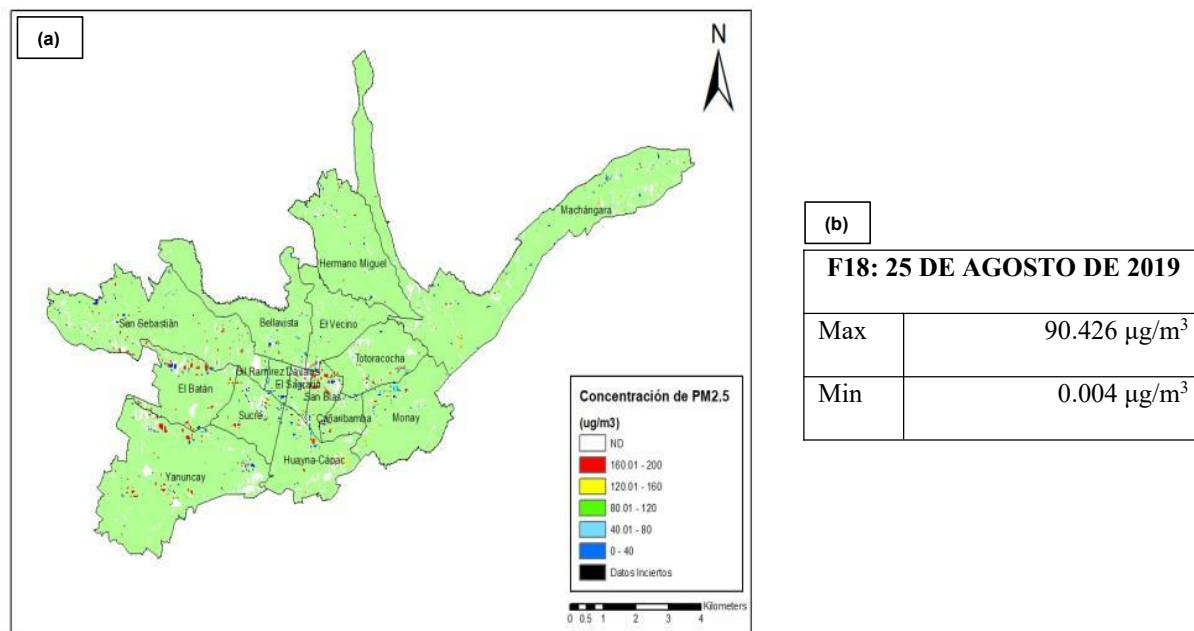 (a)
N
Machángara
Hermano Miguel
San Sebastián
Bellavista
El Vecino
Totoracocha
Gil Ramírez Dávalos
El Sagrario
El Batán
San Blas
Sucre
Cañaribamba
Monay
Huayna-Cápac
Yanuncay
Concentración de PM2.5
(ug/m3)
ND
160.01 - 200
120.01 - 160
80.01 - 120
40.01 - 80
0 - 40
Datos Inciertos
Kilometers
0 0.5 1 2 3 4
(b)
F18: 25 DE AGOSTO DE 2019
Max 90.426 µg/m³
Min 0.004 µg/m³